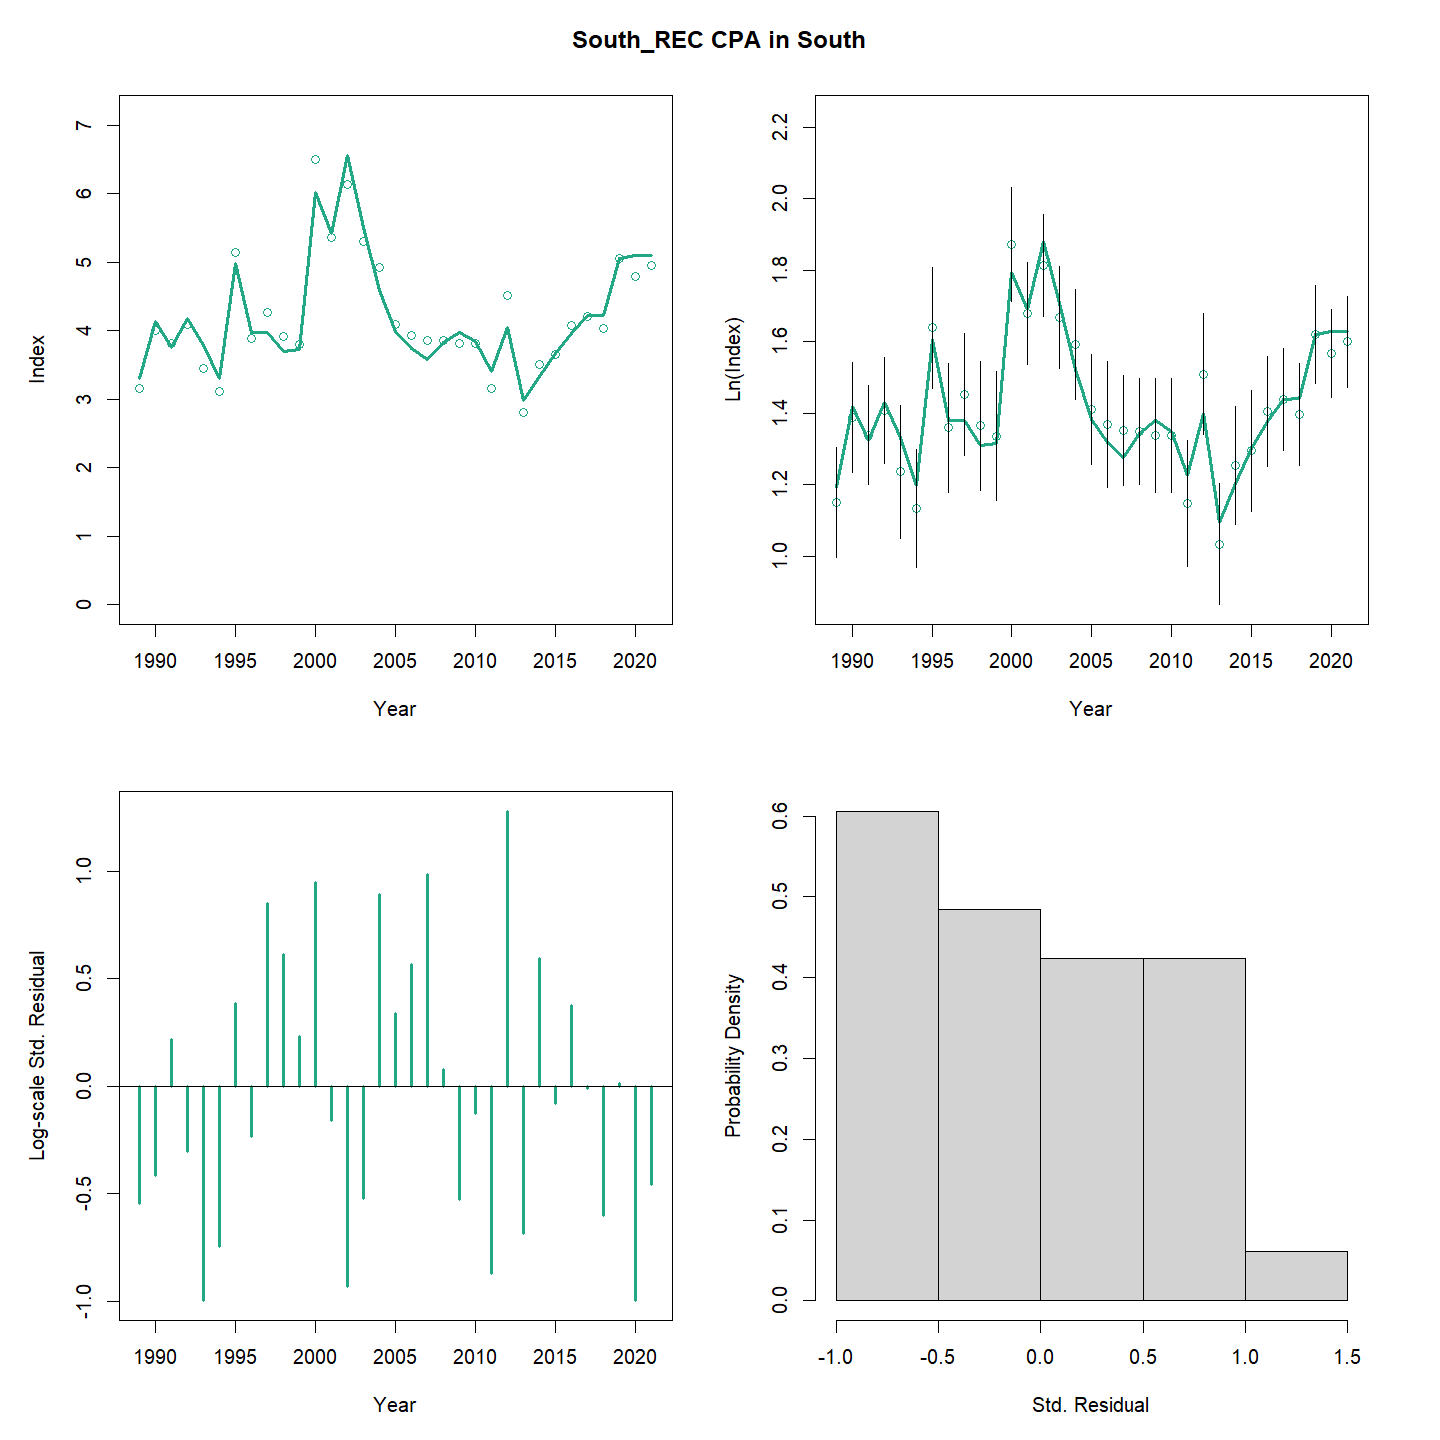 South_REC CPA in South
Index
7
6
5
4
3
2
1
0
1990 1995 2000 2005 2010 2015 2020
Year
Ln(Index)
2.2
2.0
1.8
1.6
1.4
1.2
1.0
1990 1995 2000 2005 2010 2015 2020
Year
Log-scale Std. Residual
1.0
0.5
0.0
-0.5
-1.0
1990 1995 2000 2005 2010 2015 2020
Year
Probability Density
0.6
0.5
0.4
0.3
0.2
0.1
0.0
-1.0 -0.5 0.0 0.5 1.0 1.5
Std. Residual